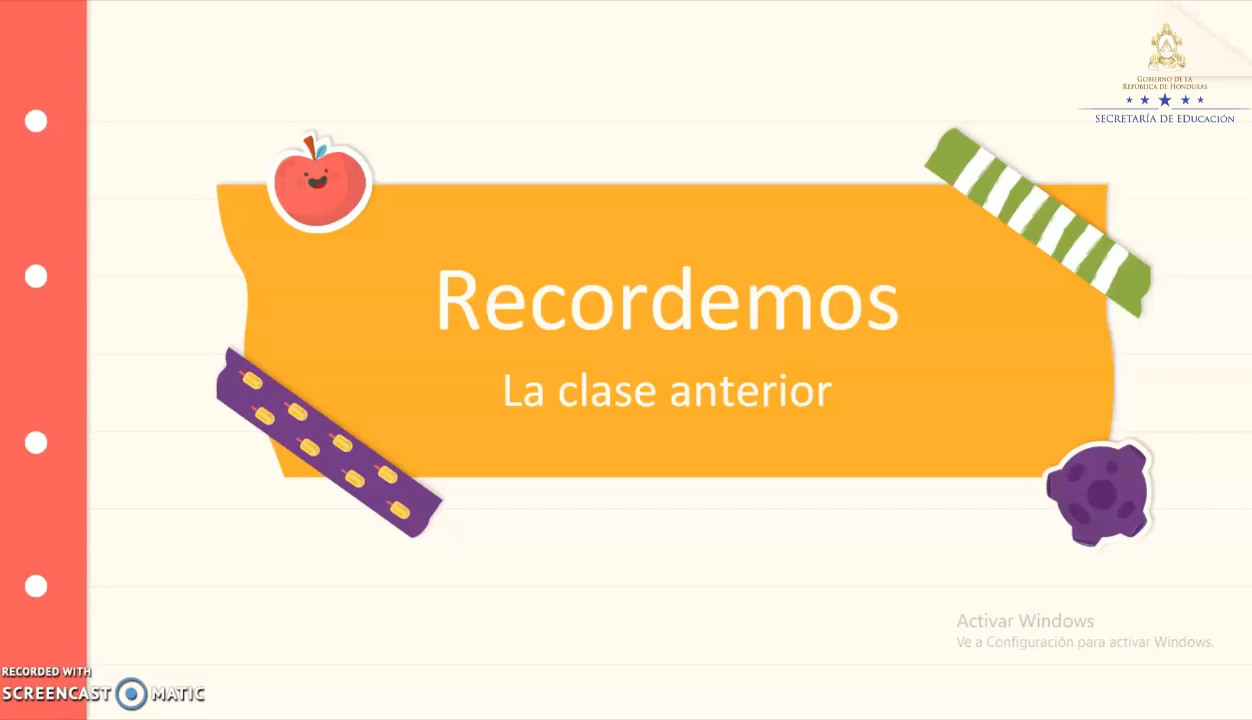 GOBIERNO DE LA
REPÚBLICA DE HONDURAS
SECRETARÍA DE EDUCACIÓN
Recordemos
La clase anterior
Activar Windows
Ve a Configuración para activar Windows.
RECORDED WITH
SCREENCAST MATIC